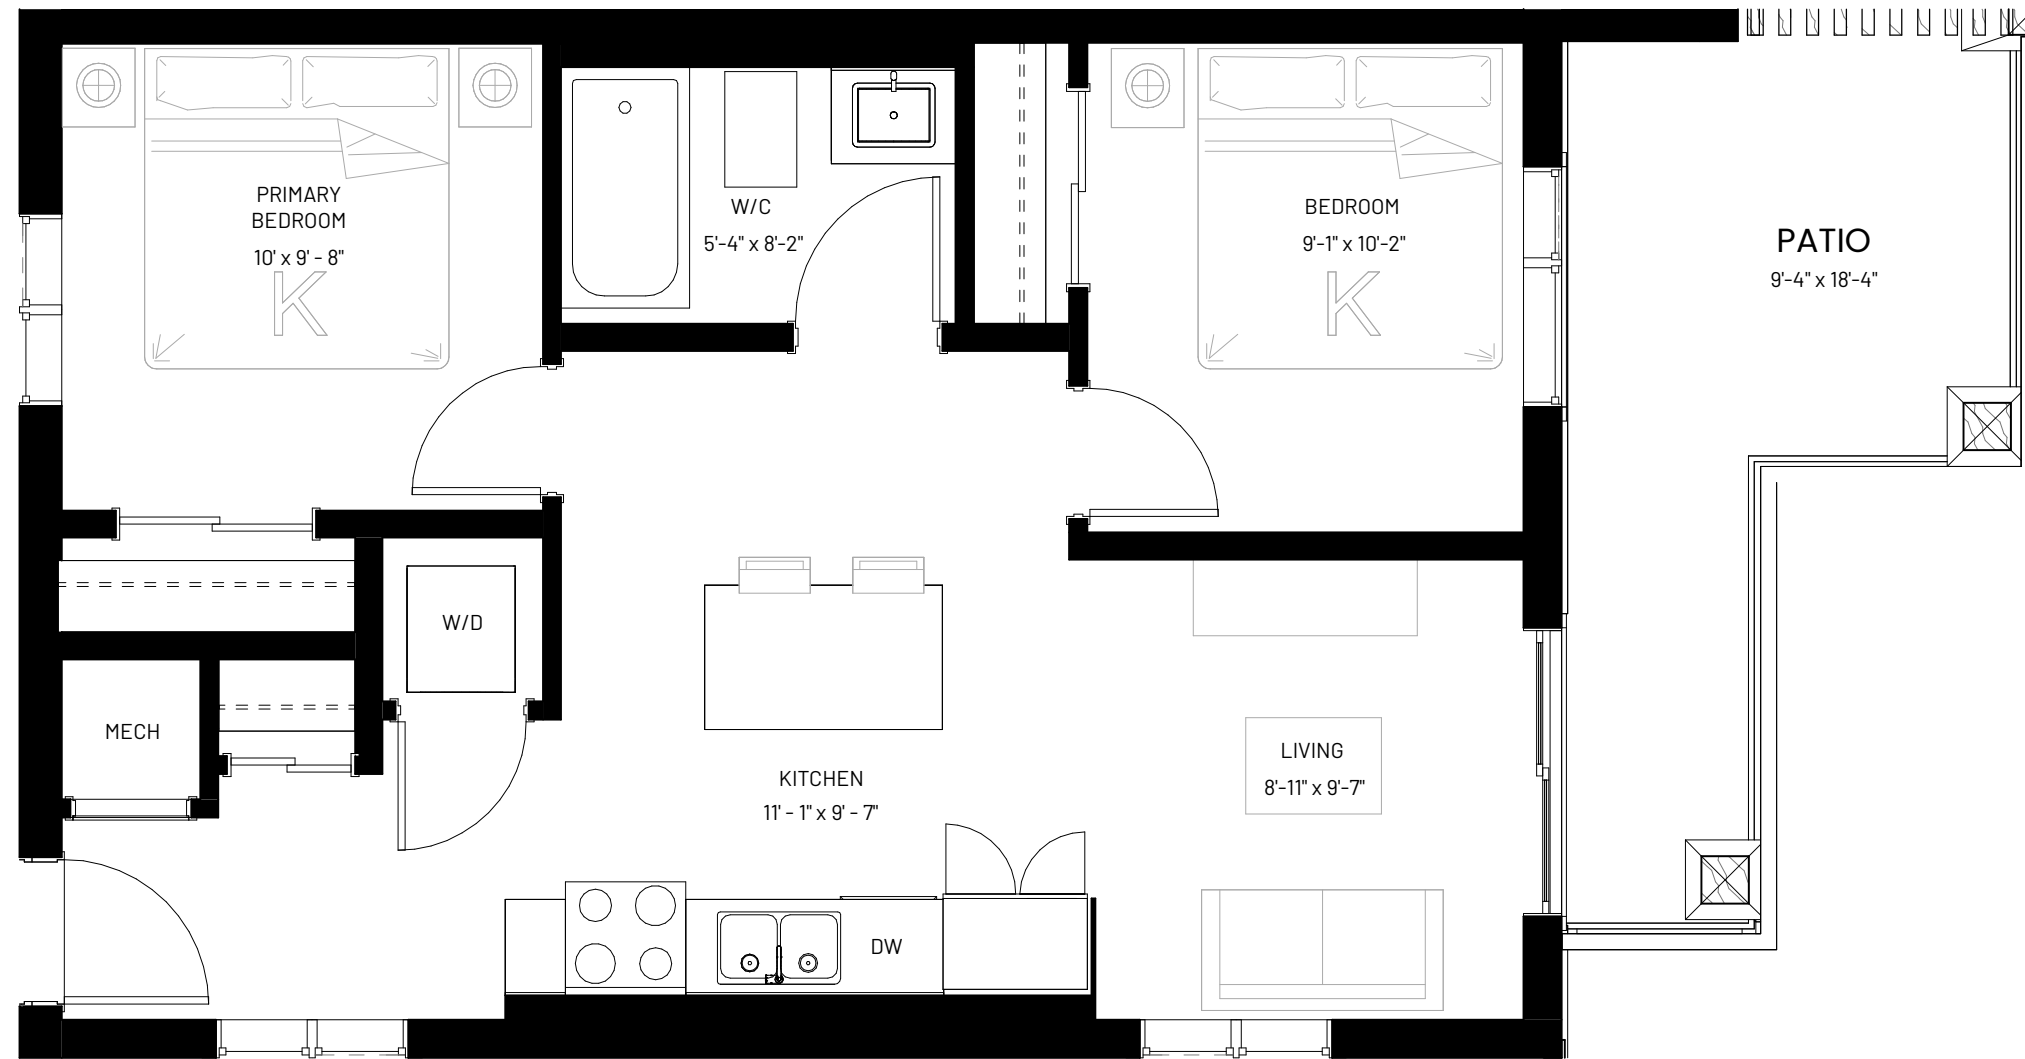 PRIMARY
BEDROOM
10' x 9' - 8"
K
W/C
5'-4" x 8'-2"
BEDROOM
9'-1" x 10'-2"
K
PATIO
9'-4" x 18'-4"
W/D
MECH
KITCHEN
11' - 1" x 9' - 7"
LIVING
8'-11" x 9'-7"
DW